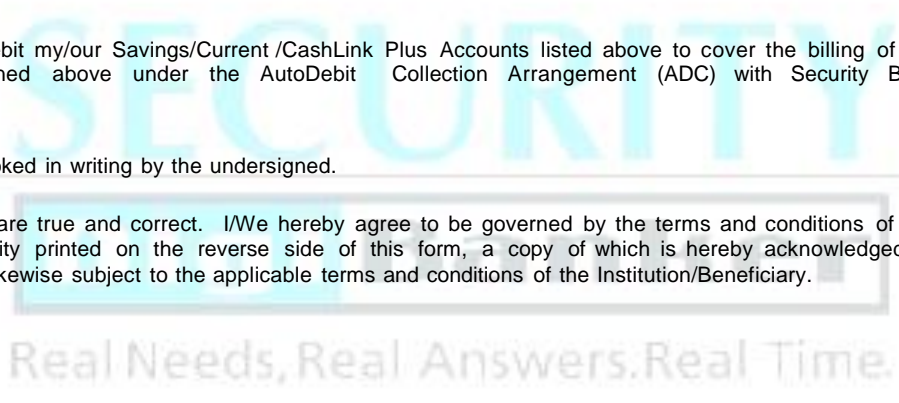 SECURITY
bit my/our Savings/Current /CashLink Plus Accounts listed above to cover the billing of
ned above under the AutoDebit Collection Arrangement (ADC) with Security B
ked in writing by the undersigned.
are true and correct. I/We hereby agree to be governed by the terms and conditions of
ity printed on the reverse side of this form, a copy of which is hereby acknowledged
kewise subject to the applicable terms and conditions of the Institution/Beneficiary.
Real Needs, Real Answers.Real Time.